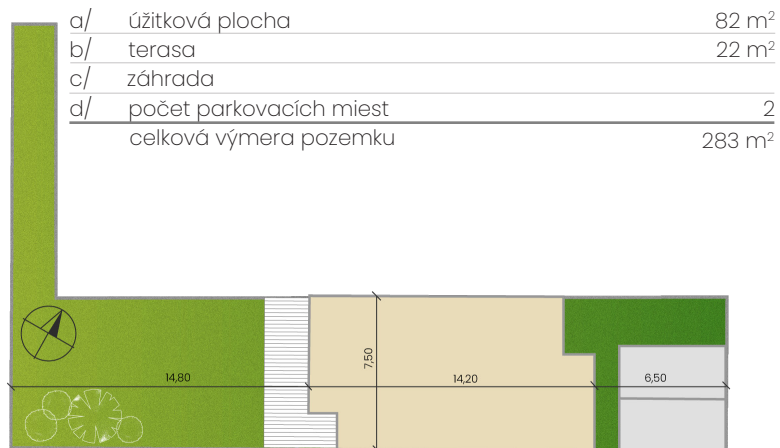 a/ úžitková plocha 82 m²
b/ terasa 22 m²
c/ záhrada
d/ počet parkovacích miest 2
celková výmera pozemku 283 m²
7,50
14,80 14,20 6,50